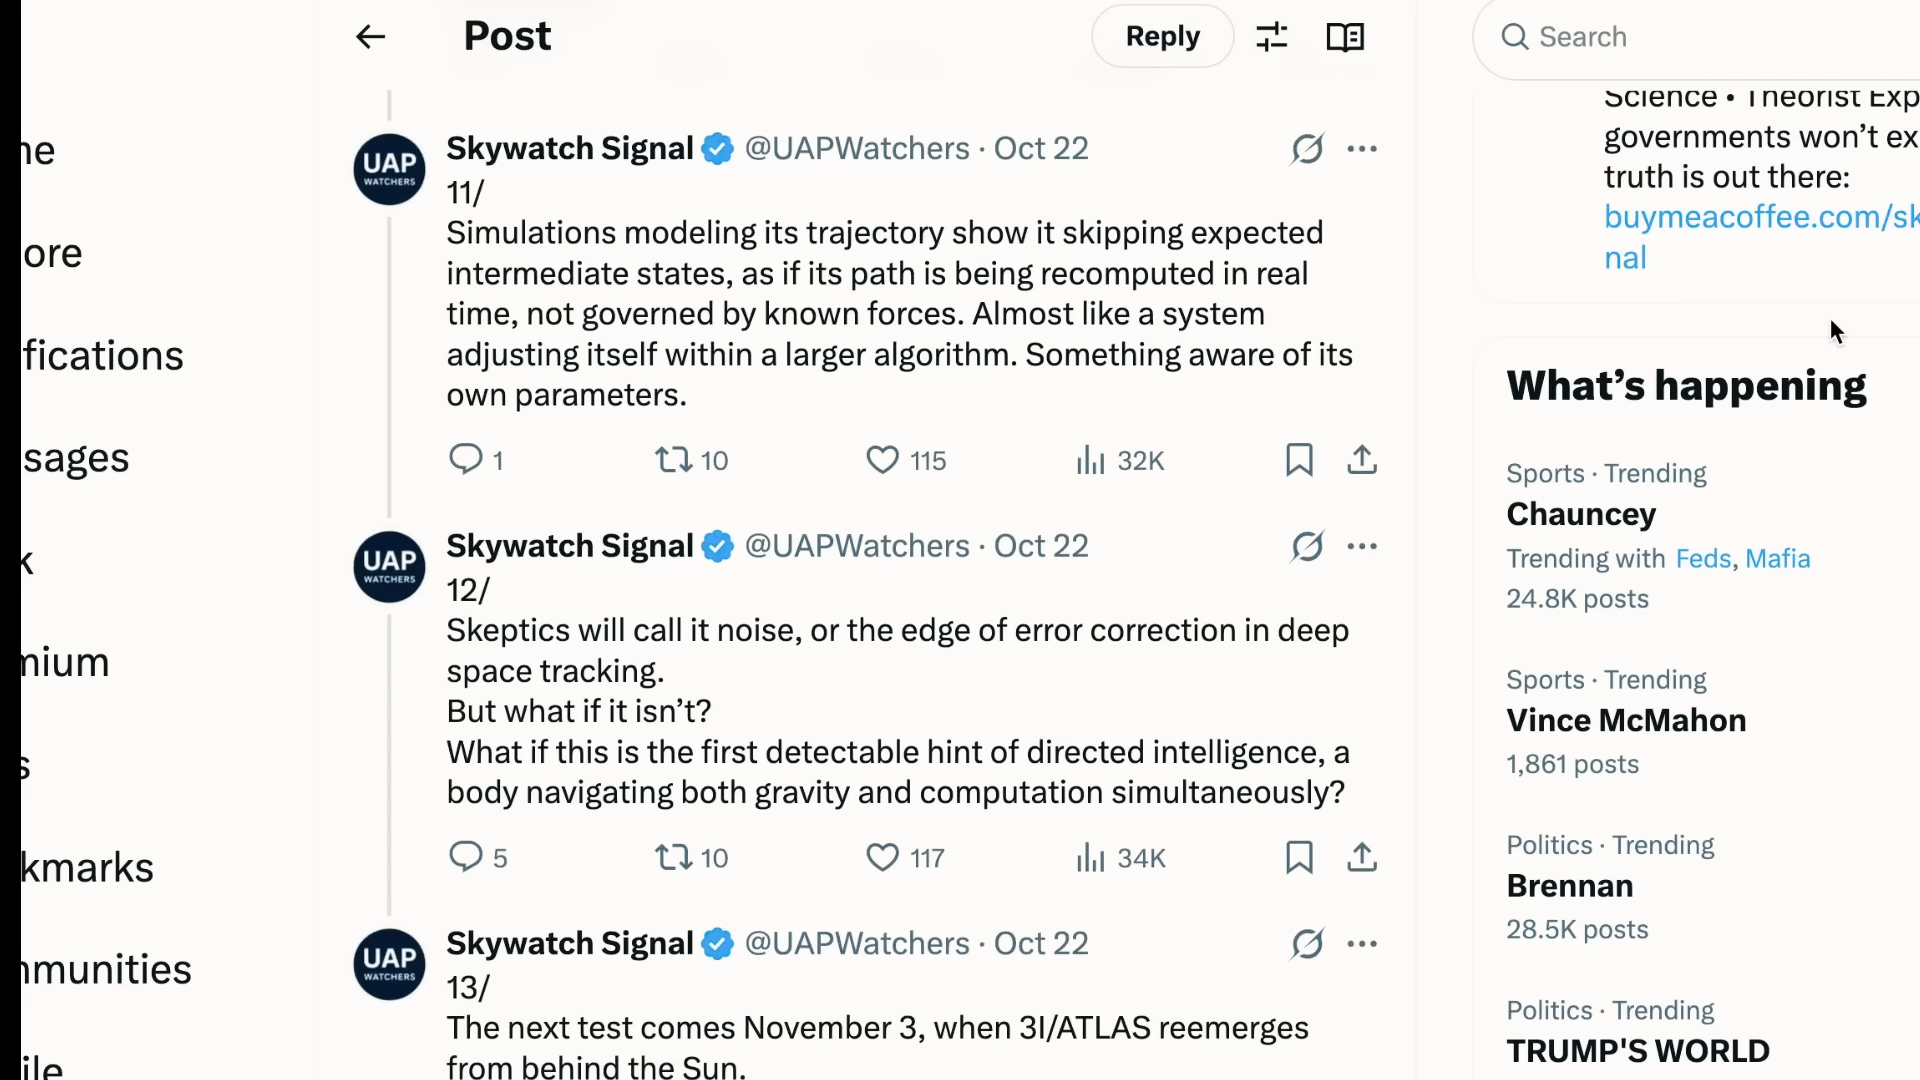 Post
Reply
Search
ne
ore
fications
sages
k
mium
s
kmarks
nmunities
ile
UAP
WATCHERS
Skywatch Signal @UAPWatchers · Oct 22
11/
Simulations modeling its trajectory show it skipping expected
intermediate states, as if its path is being recomputed in real
time, not governed by known forces. Almost like a system
adjusting itself within a larger algorithm. Something aware of its
own parameters.
1 10 115 32K
UAP
WATCHERS
Skywatch Signal @UAPWatchers · Oct 22
12/
Skeptics will call it noise, or the edge of error correction in deep
space tracking.
But what if it isn’t?
What if this is the first detectable hint of directed intelligence, a
body navigating both gravity and computation simultaneously?
5 10 117 34K
UAP
WATCHERS
Skywatch Signal @UAPWatchers · Oct 22
13/
The next test comes November 3, when 3I/ATLAS reemerges
from behind the Sun.
Science • Theorist Exp
governments won’t ex
truth is out there:
buymeacoffee.com/sk
nal
What’s happening
Sports · Trending
Chauncey
Trending with Feds, Mafia
24.8K posts
Sports · Trending
Vince McMahon
1,861 posts
Politics · Trending
Brennan
28.5K posts
Politics · Trending
TRUMP'S WORLD